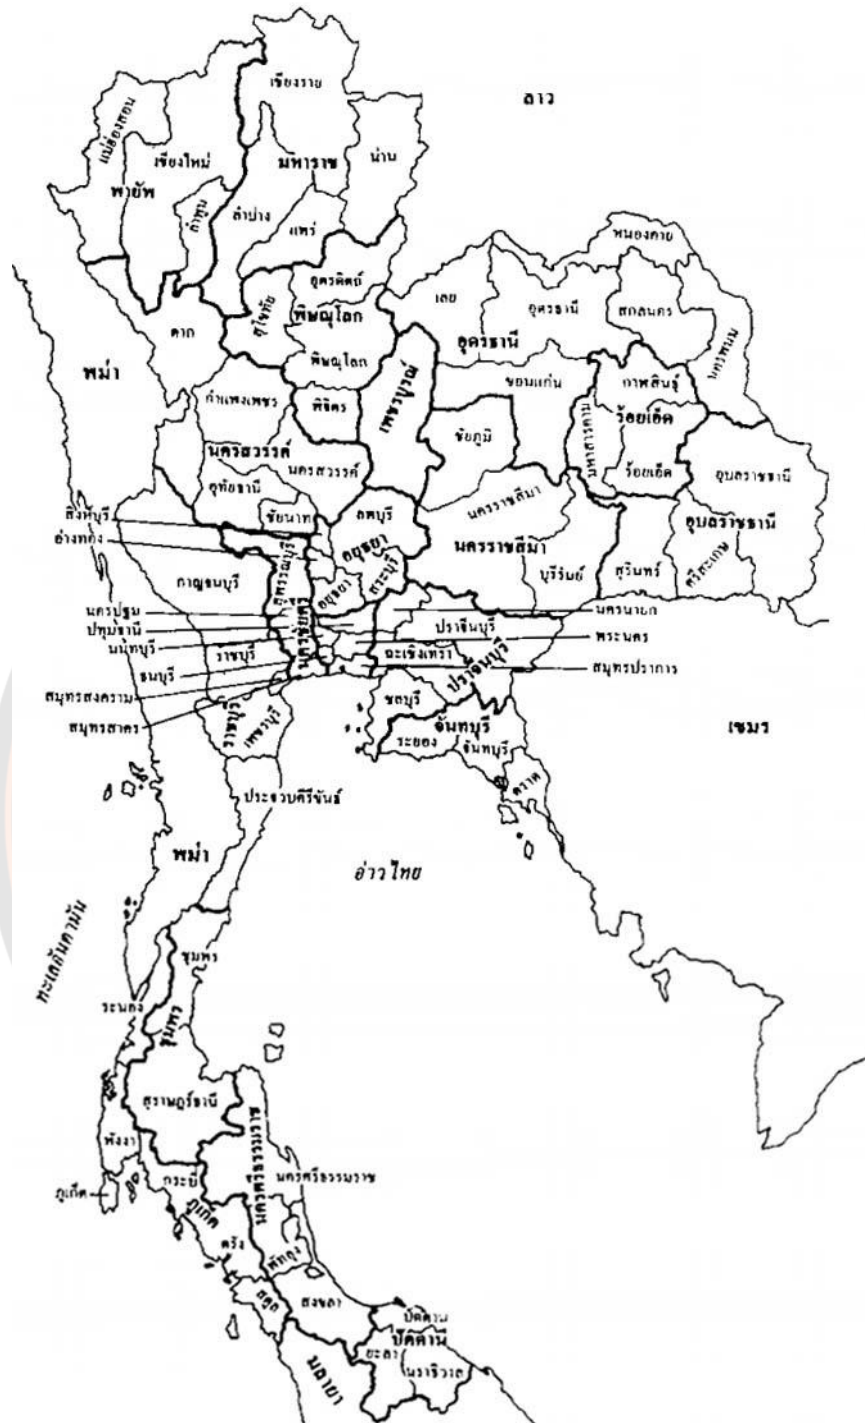 ลาว
เชียงราย
แม่ฮ่องสอน
เชียงใหม่
มหาราช
น่าน
พายัพ
ลำพูน
ลำปาง
แพร่
หนองคาย
อุตรดิตถ์
เลย
อุดรธานี
สกลนคร
นครพนม
สุโขทัย
พิษณุโลก
ตาก
อุดรธานี
พิษณุโลก
พม่า
ขอนแก่น
กาฬสินธุ์
กำแพงเพชร
พิจิตร
เพชรบูรณ์
ร้อยเอ็ด
มหาสารคาม
ชัยภูมิ
นครสวรรค์
นครสวรรค์
ร้อยเอ็ด
อุบลราชธานี
อุทัยธานี
นครราชสีมา
สิงห์บุรี
ชัยนาท
ลพบุรี
อุบลราชธานี
อ่างทอง
อยุธยา
นครราชสีมา
สุพรรณบุรี
สระบุรี
ศรีสะเกษ
กาญจนบุรี
บุรีรัมย์
สุรินทร์
อยุธยา
นครปฐม
นครชัยศรี
นครนายก
ปทุมธานี
ปราจีนบุรี
นนทบุรี
พระนคร
ราชบุรี
ฉะเชิงเทรา
ธนบุรี
ปราจีนบุรี
สมุทรปราการ
สมุทรสงคราม
ชลบุรี
สมุทรสาคร
ราชบุรี
เพชรบุรี
จันทบุรี
เขมร
ระยอง
จันทบุรี
ตราด
ประจวบคีรีขันธ์
พม่า
อ่าวไทย
ทะเลอันดามัน
ชุมพร
ระนอง
ชุมพร
สุราษฎร์ธานี
พังงา
นครศรีธรรมราช
กระบี่
นครศรีธรรมราช
ภูเก็ต
ภูเก็ต
ตรัง
พัทลุง
สตูล
สงขลา
ปัตตานี
ปัตตานี
ยะลา
นราธิวาส
มลายา